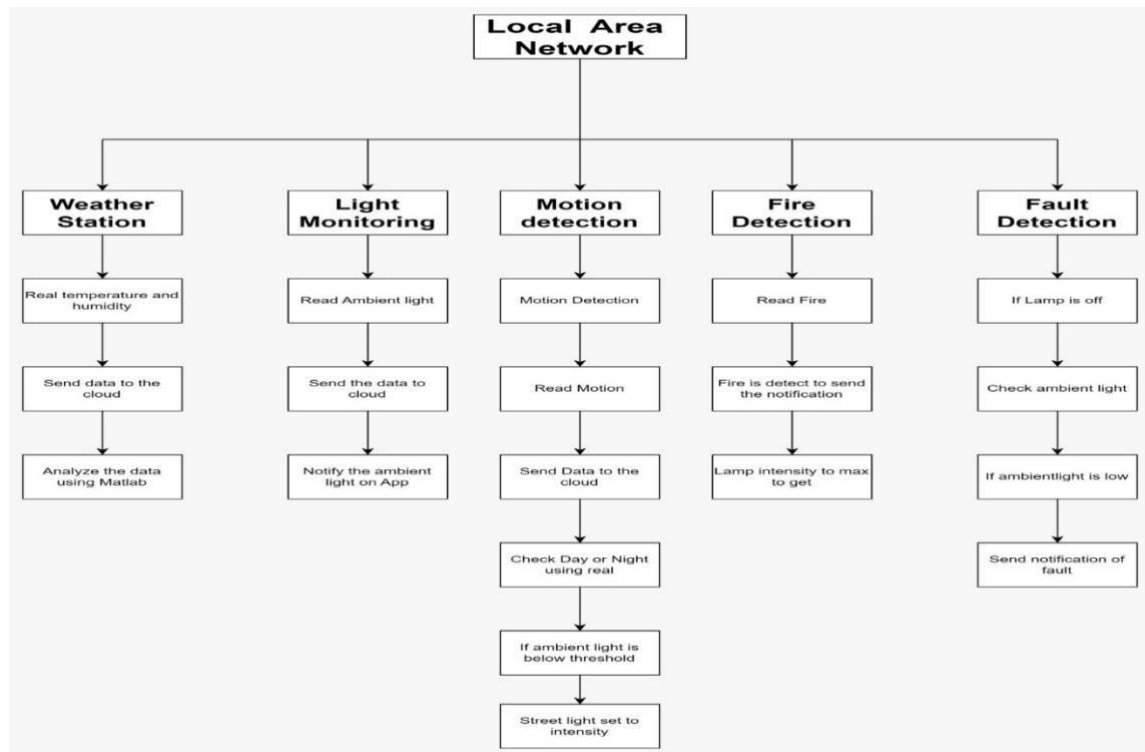 Local Area
Network
Weather
Station
Light
Monitoring
Motion
detection
Fire
Detection
Fault
Detection
Real temperature and
humidity
Read Ambient light
Motion Detection
Read Fire
If Lamp is off
Send data to the
cloud
Send the data to
cloud
Read Motion
Fire is detect to send
the notification
Check ambient light
Analyze the data
using Matlab
Notify the ambient
light on App
Send Data to the
cloud
Lamp intensity to max
to get
If ambientlight is low
Check Day or Night
using real
Send notification of
fault
If ambient light is
below threshold
Street light set to
intensity